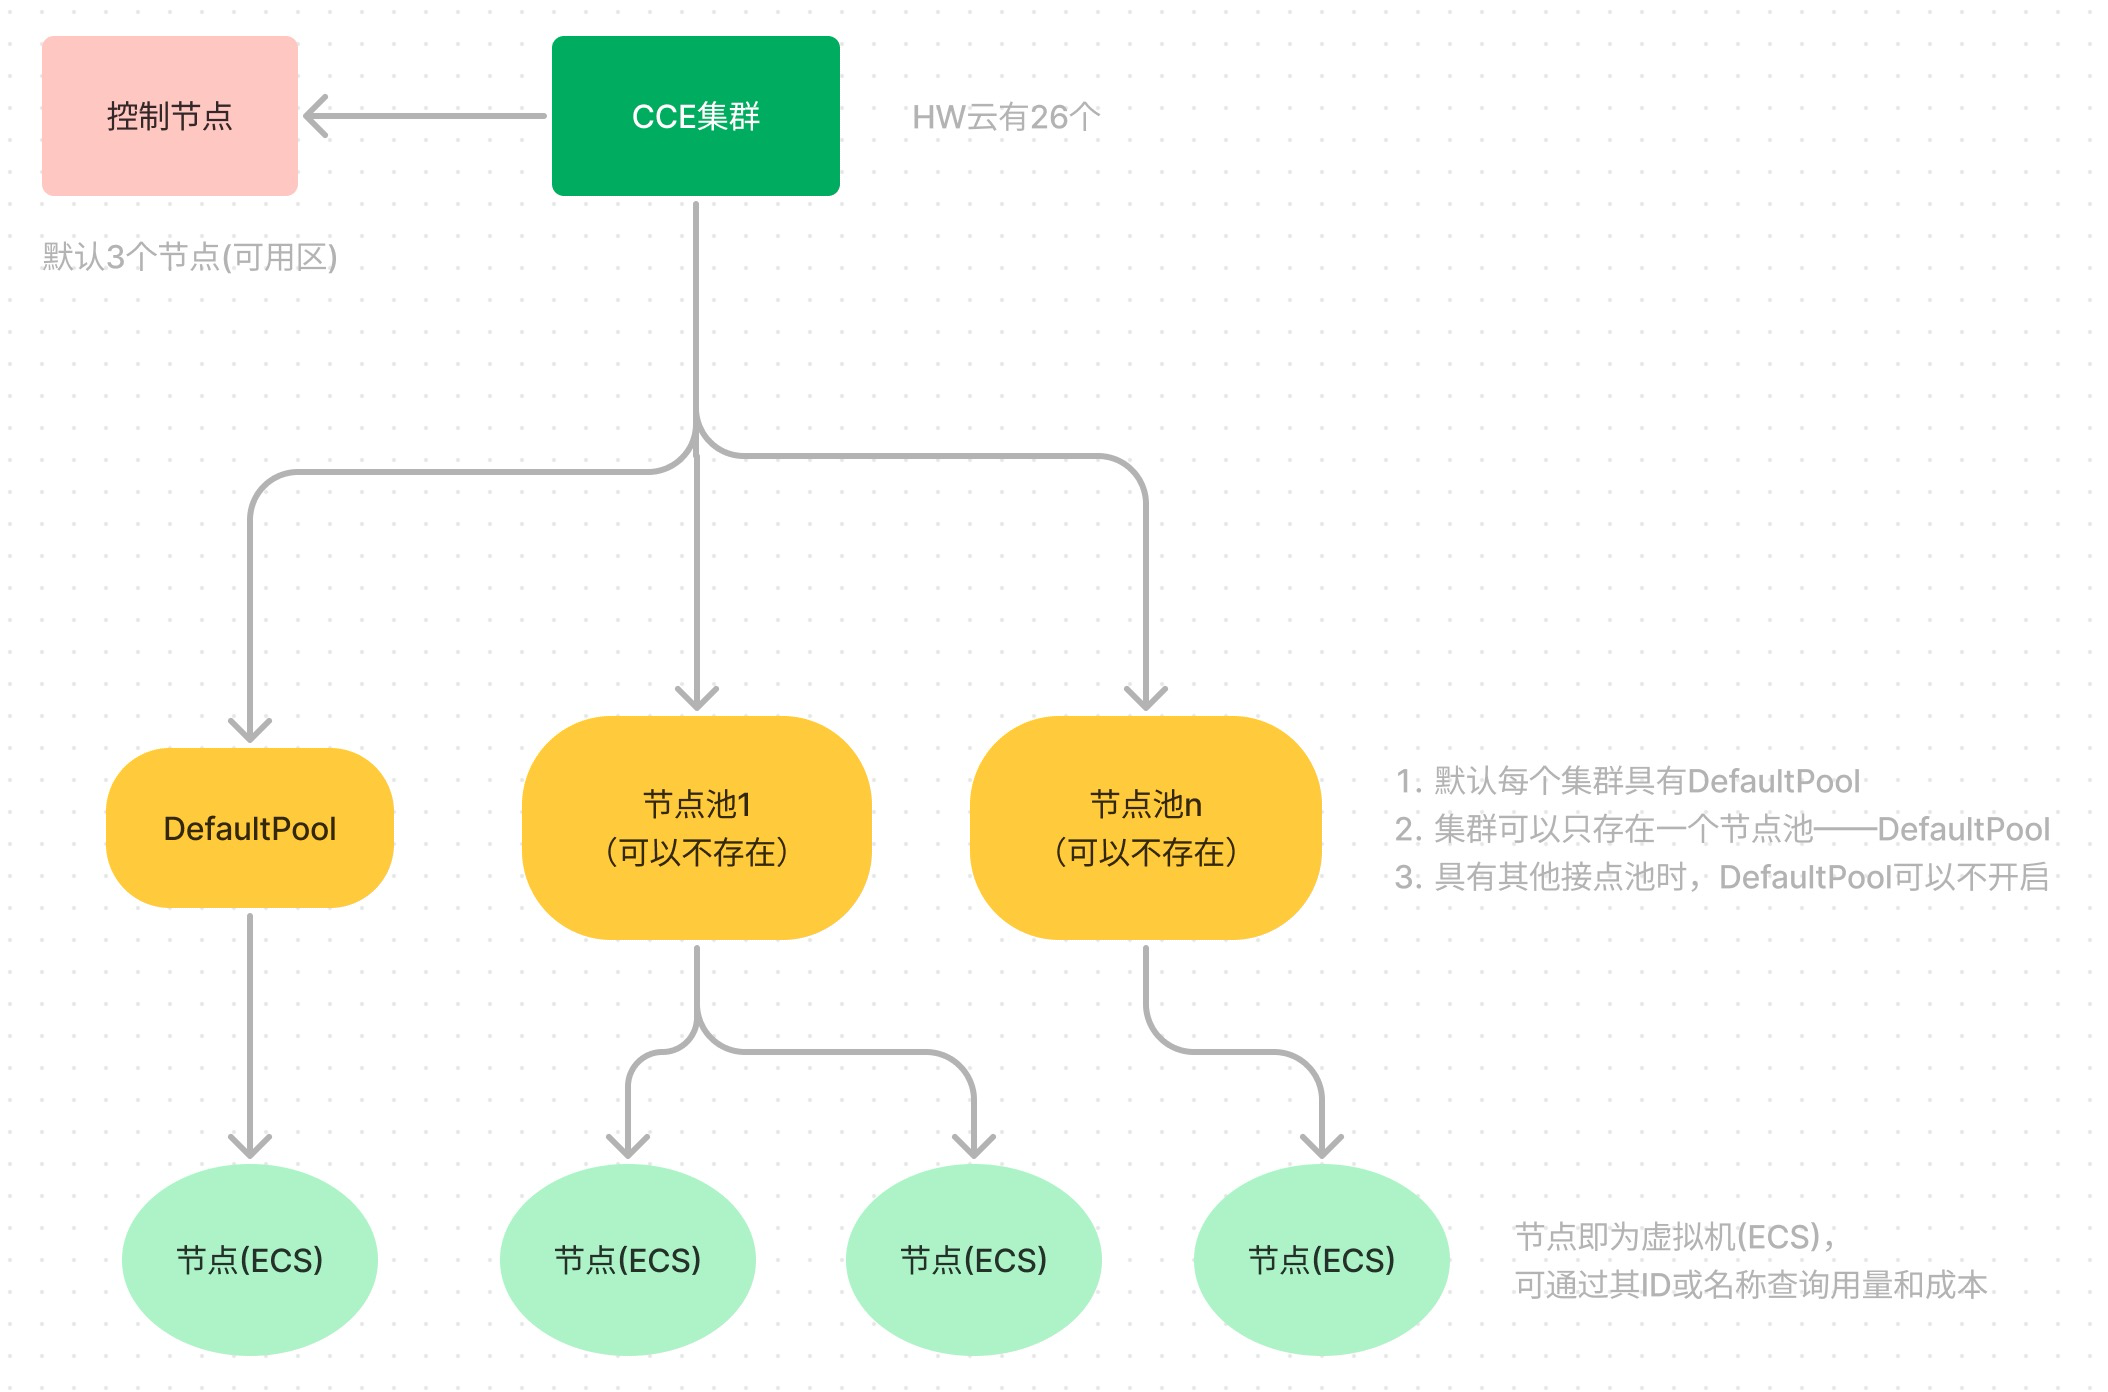 控制节点
CCE集群
HW云有26个
默认3个节点(可用区)
DefaultPool
节点池1
（可以不存在）
节点池n
（可以不存在）
1. 默认每个集群具有DefaultPool
2. 集群可以只存在一个节点池——DefaultPool
3. 具有其他接点池时，DefaultPool可以不开启
节点(ECS)
节点(ECS)
节点(ECS)
节点(ECS)
节点即为虚拟机(ECS)，
可通过其ID或名称查询用量和成本